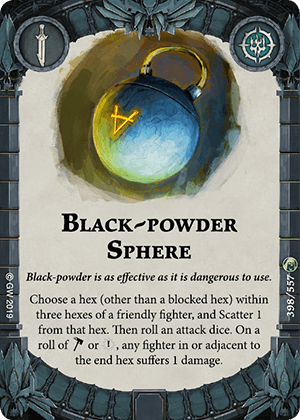 BLACK-POWDER
SPHERE
Black-powder is as effective as it is dangerous to use.
Choose a hex (other than a blocked hex) within
three hexes of a friendly fighter, and Scatter 1
from that hex. Then roll an attack dice. On a
roll of or , any fighter in or adjacent to
the end hex suffers 1 damage.
© GW 2019
398/557